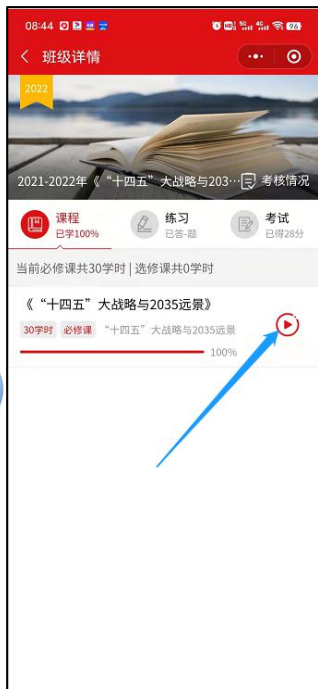 08:44
96
班级详情
2022
2021-2022年《“十四五”大战略与203… 考核情况
课程 练习 考试
已学100% 已答-题 已得28分
当前必修课共30学时 | 选修课共0学时
《“十四五”大战略与2035远景》
30学时 必修课 “十四五”大战略与2035远景
100%